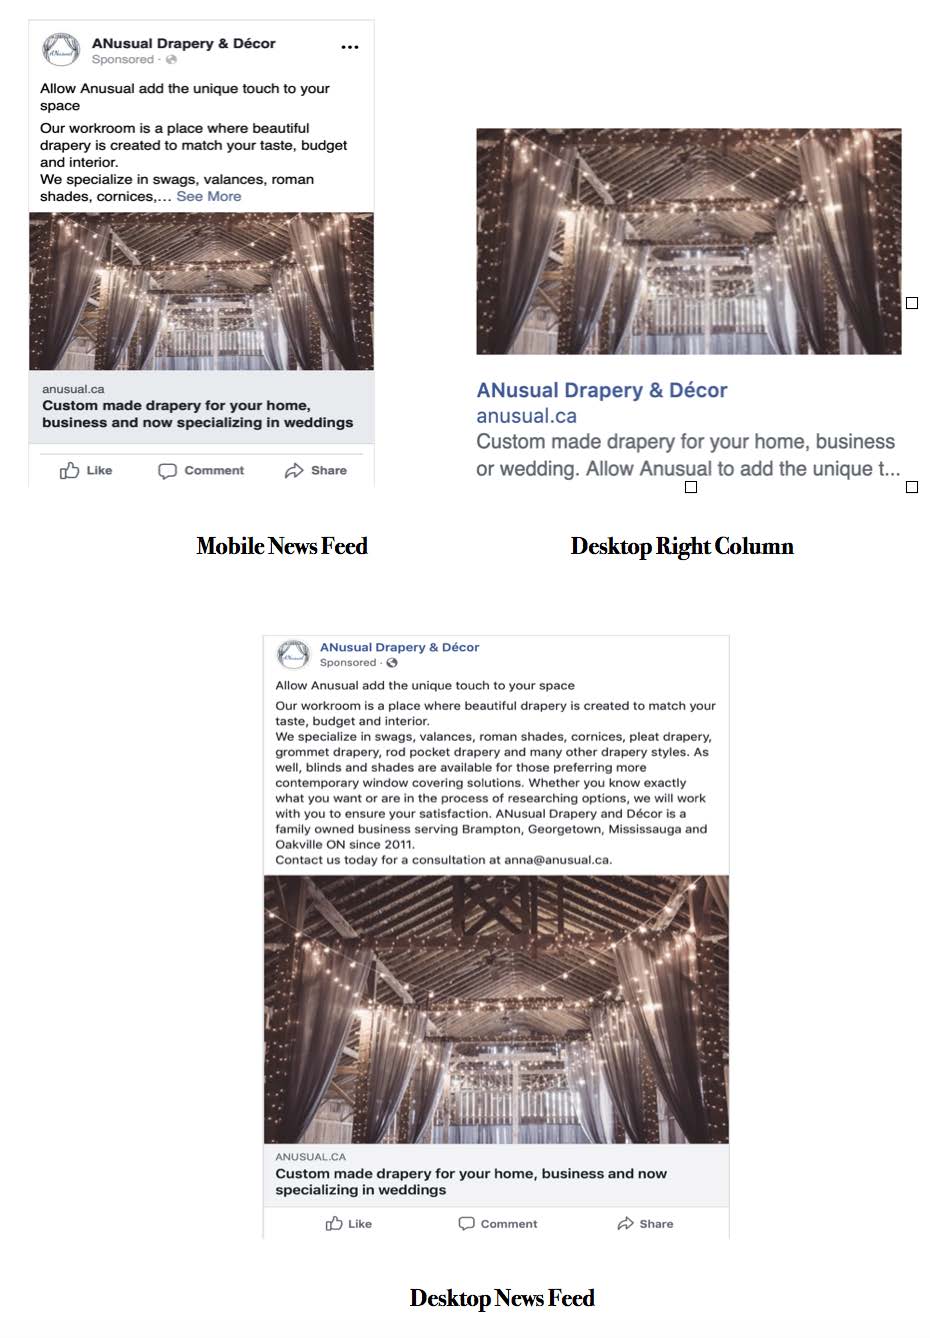 ANusual Drapery & Décor
Sponsored ·
Allow Anusual add the unique touch to your
space
Our workroom is a place where beautiful
drapery is created to match your taste, budget
and interior.
We specialize in swags, valances, roman
shades, cornices,... See More
anusual.ca
Custom made drapery for your home,
business and now specializing in weddings
Like Comment Share
Mobile News Feed
ANusual Drapery & Décor
anusual.ca
Custom made drapery for your home, business
or wedding. Allow Anusual to add the unique t...
Desktop Right Column
ANusual Drapery & Décor
Sponsored ·
Allow Anusual add the unique touch to your space
Our workroom is a place where beautiful drapery is created to match your
taste, budget and interior.
We specialize in swags, valances, roman shades, cornices, pleat drapery,
grommet drapery, rod pocket drapery and many other drapery styles. As
well, blinds and shades are available for those preferring more
contemporary window covering solutions. Whether you know exactly
what you want or are in the process of researching options, we will work
with you to ensure your satisfaction. ANusual Drapery and Décor is a
family owned business serving Brampton, Georgetown, Mississauga and
Oakville ON since 2011.
Contact us today for a consultation at anna@anusual.ca.
ANUSUAL.CA
Custom made drapery for your home, business and now
specializing in weddings
Like Comment Share
Desktop News Feed